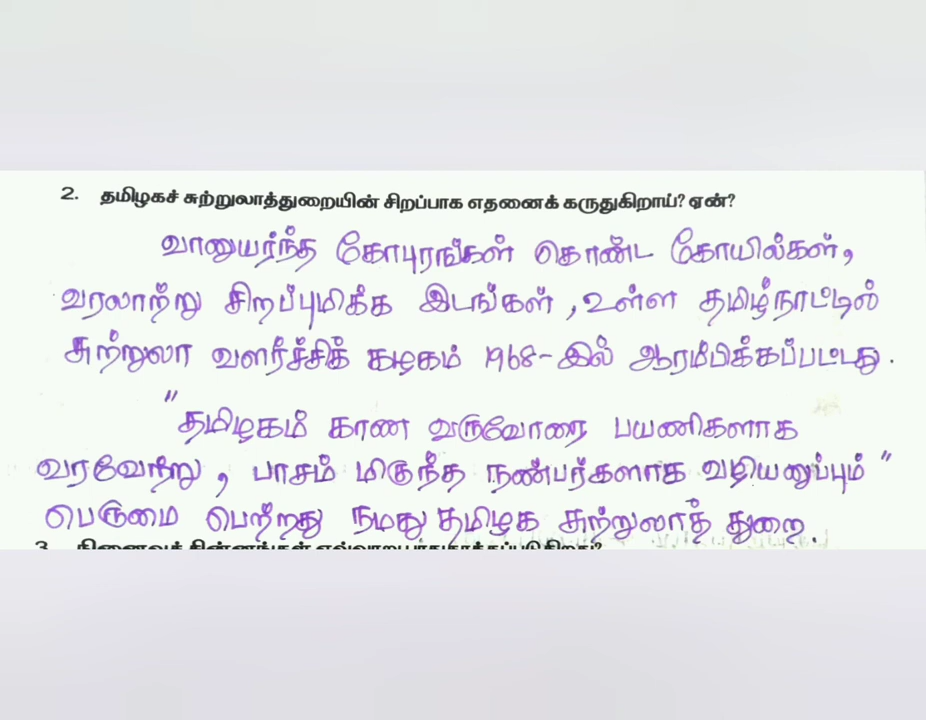 2. தமிழகச் சுற்றுலாத்துறையின் சிறப்பாக எதனைக் கருதுகிறாய்? ஏன்?
வானுயர்ந்த கோபுரங்கள் கொண்ட கோயில்கள்,
வரலாற்று சிறப்புமிக்க இடங்கள், உள்ள தமிழ்நாட்டில்
சுற்றுலா வளர்ச்சிக் கழகம் 1968-இல் ஆரம்பிக்கப்பட்டது.
"தமிழகம் காண வருவோரை பயணிகளாக
வரவேற்று, பாசம் மிகுந்த நண்பர்களாக வழியனுப்பும்"
பெருமை பெற்றது நமது தமிழக சுற்றுலாத் துறை.
3.